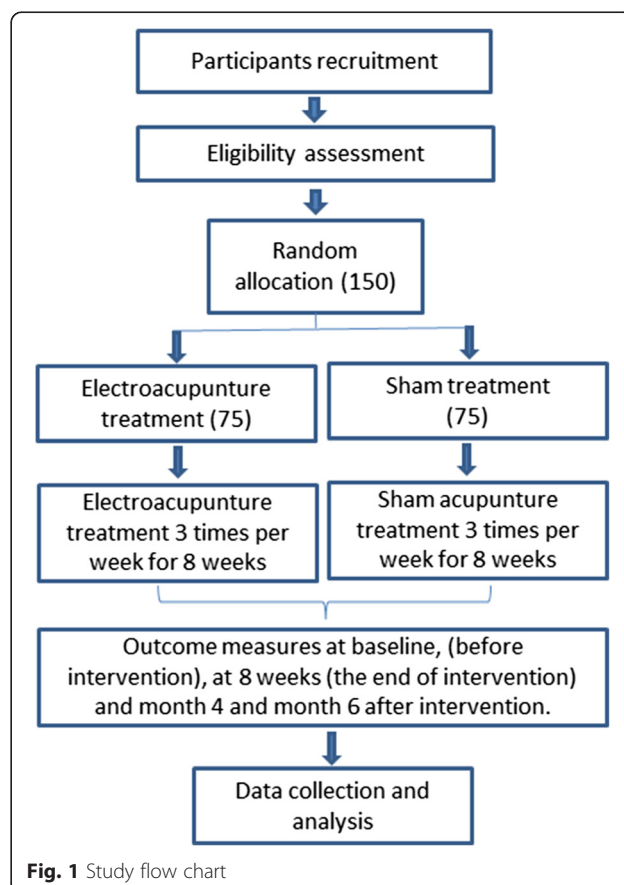 Participants recruitment
Eligibility assessment
Random
allocation (150)
Electroacupunture
treatment (75)
Sham treatment
(75)
Electroacupunture
treatment 3 times per
week for 8 weeks
Sham acupunture
treatment 3 times per
week for 8 weeks
Outcome measures at baseline, (before
intervention), at 8 weeks (the end of intervention)
and month 4 and month 6 after intervention.
Data collection and
analysis
Fig. 1 Study flow chart